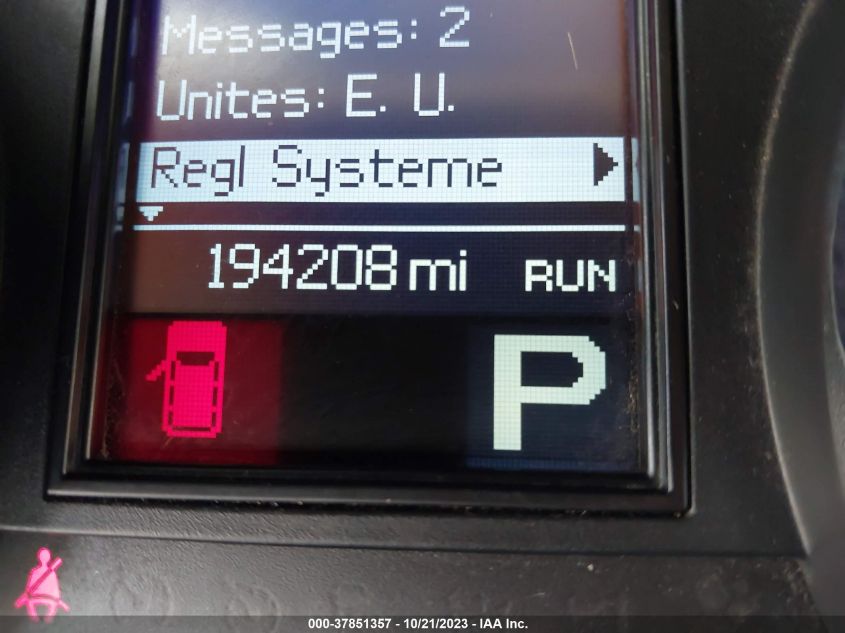 Messages: 2
Unites: E. U.
Regl Systeme
194208 mi RUN
P
000-37851357 - 10/21/2023 - IAA Inc.